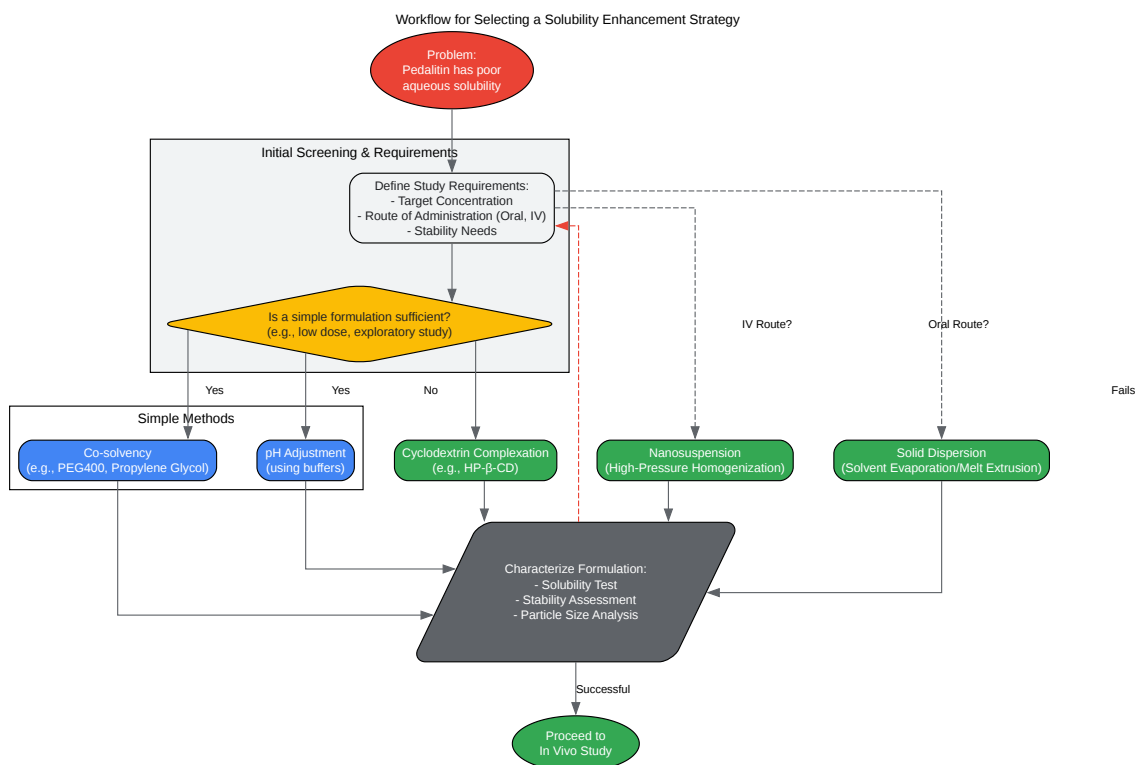 Workflow for Selecting a Solubility Enhancement Strategy
Problem:
Pedalitin has poor
aqueous solubility
Initial Screening & Requirements
Define Study Requirements:
- Target Concentration
- Route of Administration (Oral, IV)
- Stability Needs
Is a simple formulation sufficient?
(e.g., low dose, exploratory study)
IV Route?
Oral Route?
Yes
Yes
No
Fails
Simple Methods
Co-solvency
(e.g., PEG400, Propylene Glycol)
pH Adjustment
(using buffers)
Cyclodextrin Complexation
(e.g., HP-β-CD)
Nanosuspension
(High-Pressure Homogenization)
Solid Dispersion
(Solvent Evaporation/Melt Extrusion)
Characterize Formulation:
- Solubility Test
- Stability Assessment
- Particle Size Analysis
Successful
Proceed to
In Vivo Study